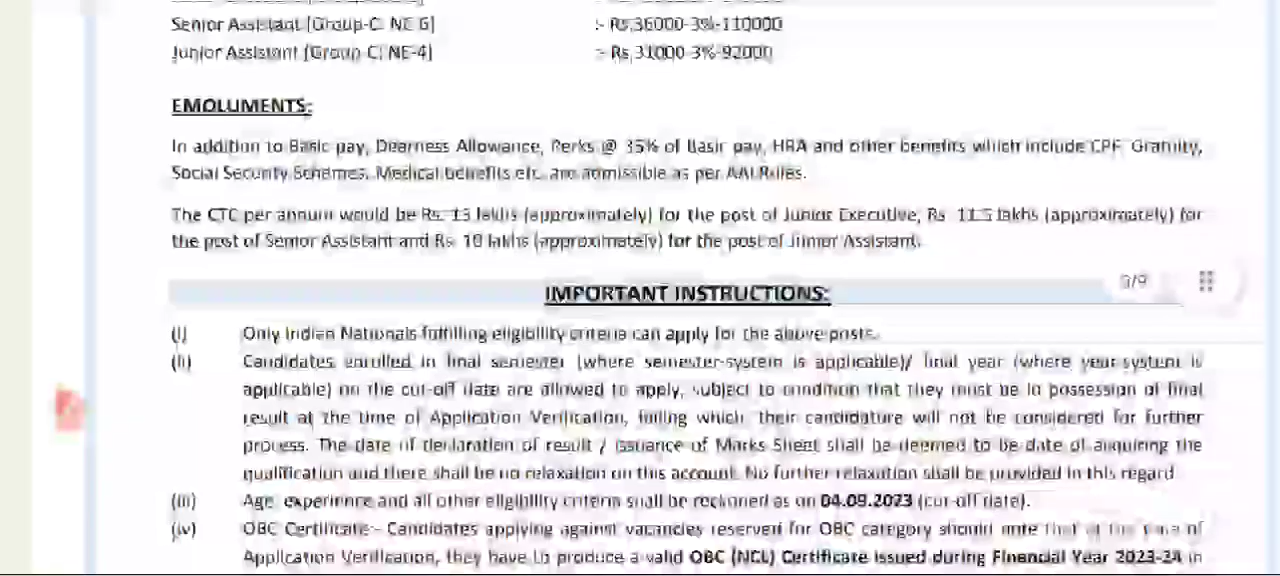 Senior Assistant [Group-C: NE 6] :- Rs.36000-3%-110000
Junior Assistant [Group-C: NE-4] :- Rs.31000-3%-92000
EMOLUMENTS:
In addition to Basic pay, Dearness Allowance, Perks @ 35% of Basic pay, HRA and other benefits which include CPF, Gratuity,
Social Security Schemes, Medical benefits etc. are admissible as per AAI Rules.
The CTC per annum would be Rs. 13 lakhs (approximately) for the post of Junior Executive, Rs. 11.5 lakhs (approximately) for
the post of Senior Assistant and Rs. 10 lakhs (approximately) for the post of Junior Assistant.
IMPORTANT INSTRUCTIONS:
3/9
(i) Only Indian Nationals fulfilling eligibility criteria can apply for the above posts.
(ii) Candidates enrolled in final semester (where semester-system is applicable)/ final year (where year-system is
applicable) on the cut-off date are allowed to apply, subject to condition that they must be in possession of final
result at the time of Application Verification, failing which, their candidature will not be considered for further
process. The date of declaration of result / issuance of Marks Sheet shall be deemed to be date of acquiring the
qualification and there shall be no relaxation on this account. No further relaxation shall be provided in this regard
(iii) Age, experience and all other eligibility criteria shall be reckoned as on 04.09.2023 (cut-off date).
(iv) OBC Certificate:- Candidates applying against vacancies reserved for OBC category should note that at the time of
Application Verification, they have to produce a valid OBC (NCL) Certificate issued during Financial Year 2023-24 in